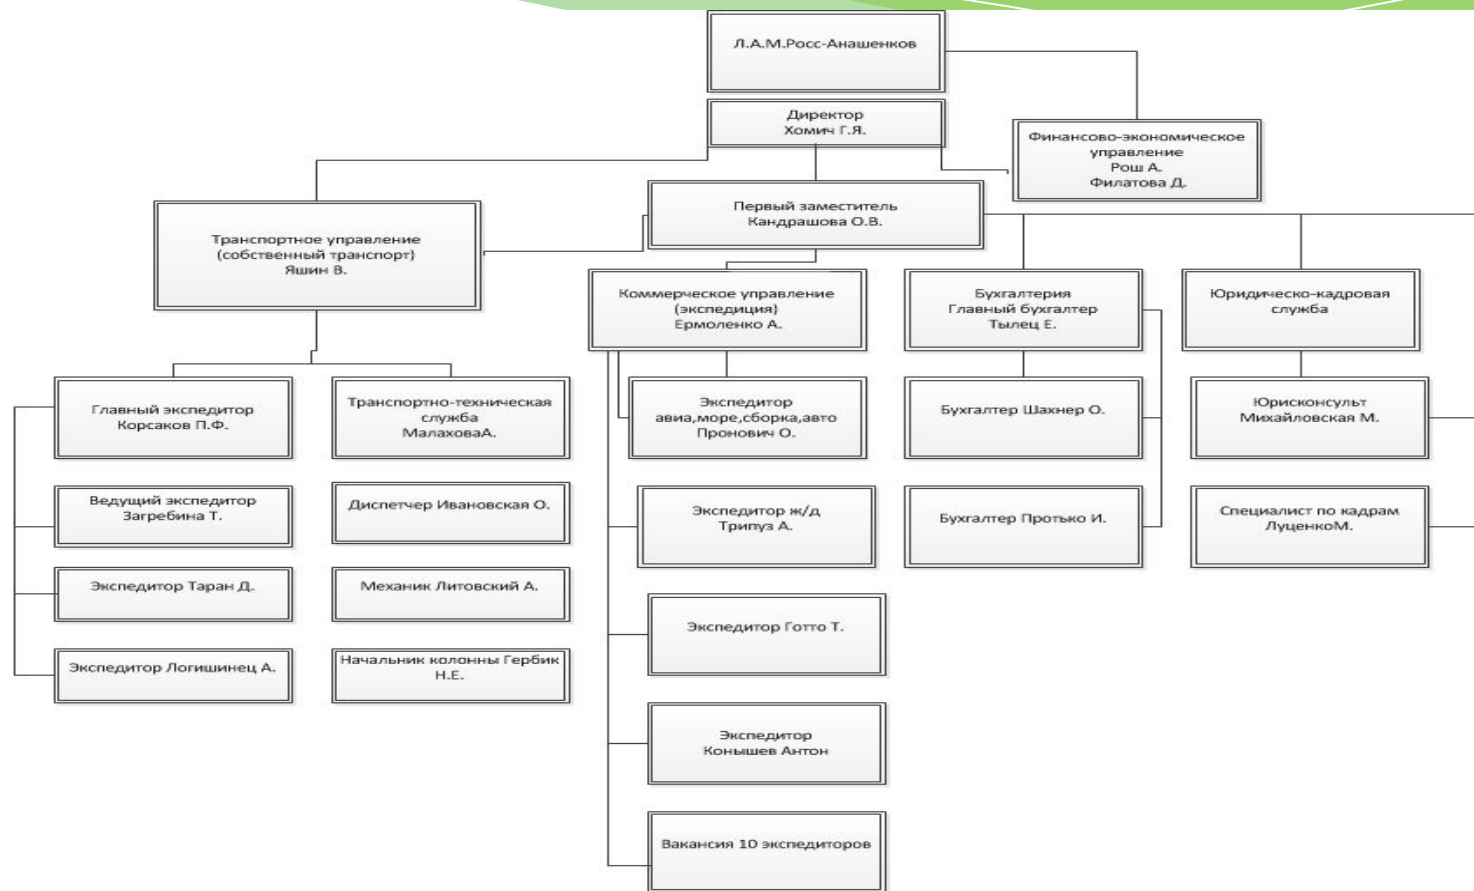 Л.А.М.Росс-Анашенков
Директор
Хомич Г.Я.
Финансово-экономическое
управление
Рош А.
Филатова Д.
Первый заместитель
Кандрашова О.В.
Транспортное управление
(собственный транспорт)
Яшин В.
Коммерческое управление
(экспедиция)
Ермоленко А.
Бухгалтерия
Главный бухгалтер
Тылец Е.
Юридическо-кадровая
служба
Главный экспедитор
Корсаков П.Ф.
Транспортно-техническая
служба
МалаховаА.
Экспедитор
авиа,море,сборка,авто
Пронович О.
Бухгалтер Шахнер О.
Юрисконсульт
Михайловская М.
Ведущий экспедитор
Загребина Т.
Диспетчер Ивановская О.
Экспедитор ж/д
Трипуз А.
Бухгалтер Протько И.
Специалист по кадрам
ЛуценкоМ.
Экспедитор Таран Д.
Механик Литовский А.
Экспедитор Готто Т.
Экспедитор Логишинец А.
Начальник колонны Гербик
Н.Е.
Экспедитор
Конышев Антон
Вакансия 10 экспедиторов